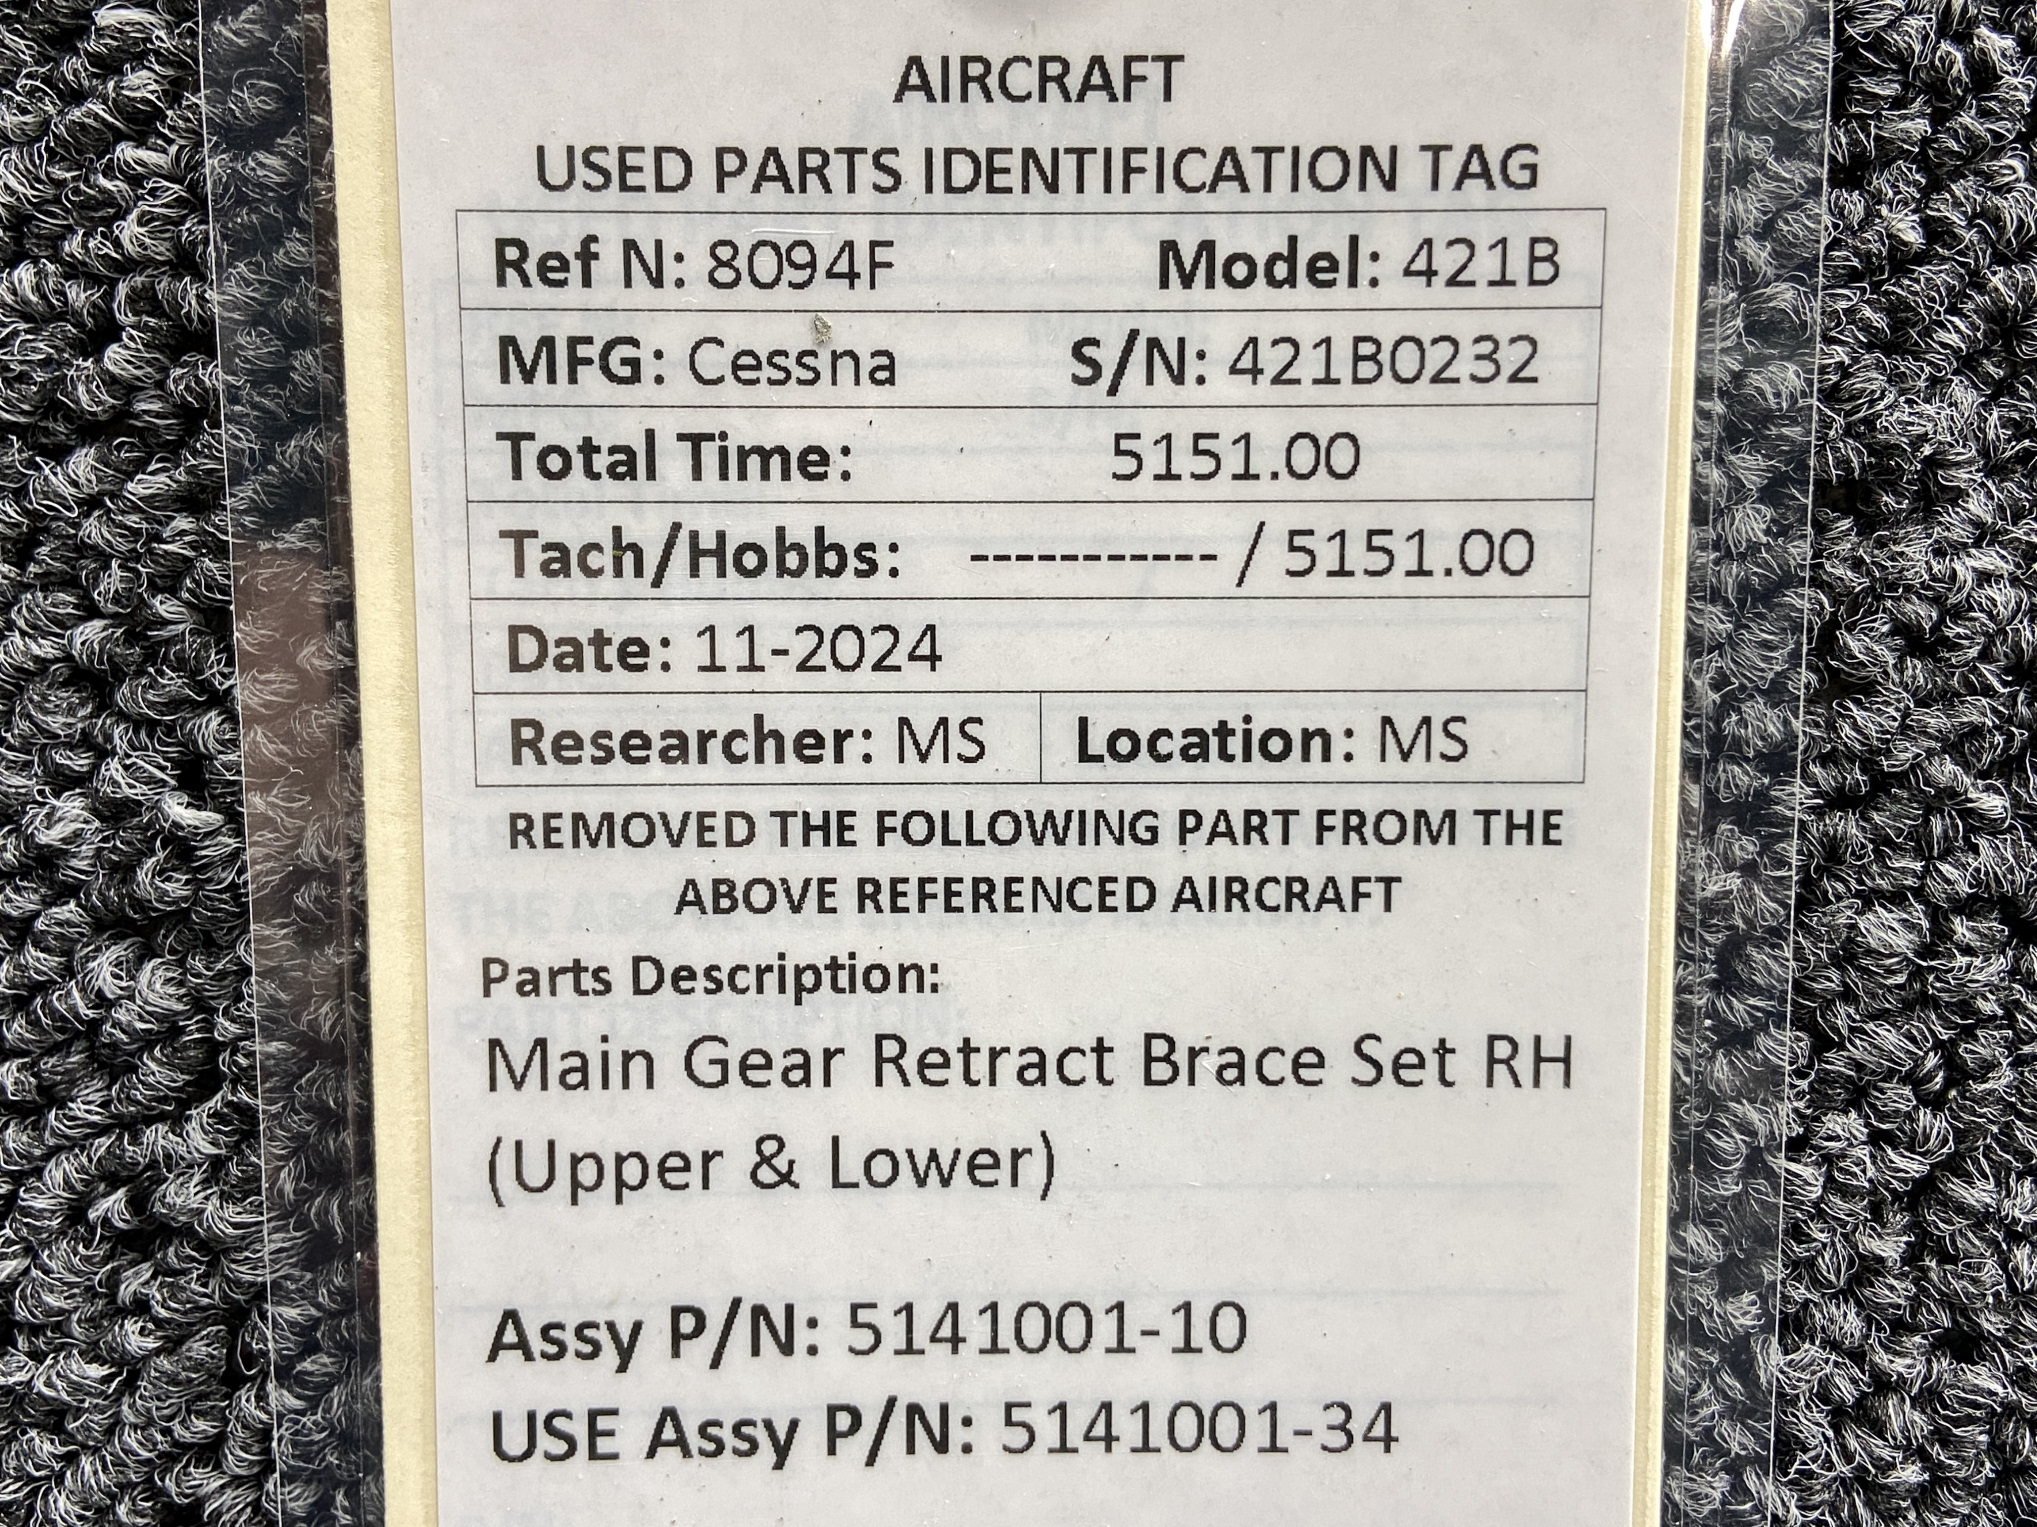 AIRCRAFT
USED PARTS IDENTIFICATION TAG
Ref N: 8094F Model: 421B
MFG: Cessna S/N: 421B0232
Total Time: 5151.00
Tach/Hobbs: ----------- / 5151.00
Date: 11-2024
Researcher: MS Location: MS
REMOVED THE FOLLOWING PART FROM THE
ABOVE REFERENCED AIRCRAFT
Parts Description:
Main Gear Retract Brace Set RH
(Upper & Lower)
Assy P/N: 5141001-10
USE Assy P/N: 5141001-34